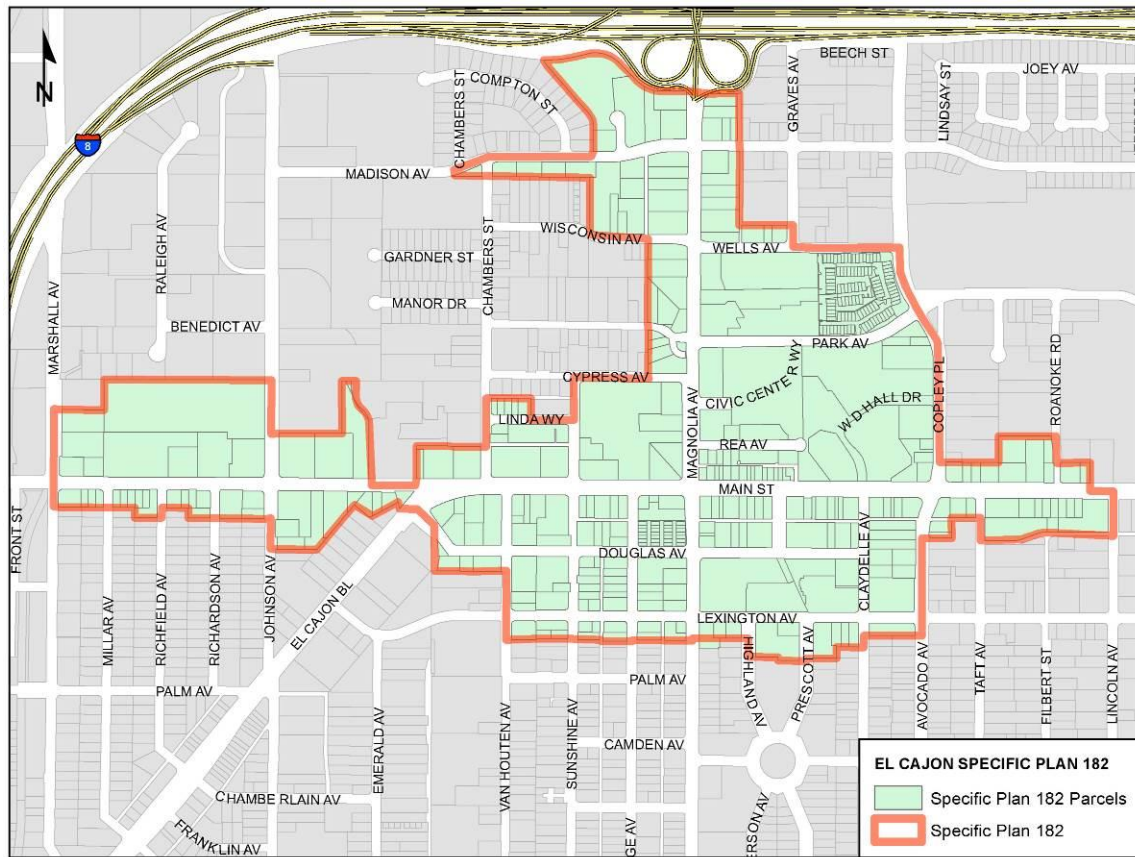 N
8
BEECH ST
JOEY AV
COMPTON ST
CHAMBERS ST
GRAVES AV
LINDSAY ST
MADISON AV
RALEIGH AV
WISCONSIN AV
WELLS AV
GARDNER ST
CHAMBERS ST
MANOR DR
MARSHALL AV
BENEDICT AV
PARK AV
CYPRESS AV
CIVIC CENTER WY
W D HALL DR
COPLEY PL
ROANOKE RD
LINDA WY
MAGNOLIA AV
REA AV
MAIN ST
FRONT ST
DOUGLAS AV
CLAYDELLE AV
MILLAR AV
RICHFIELD AV
RICHARDSON AV
JOHNSON AV
EL CAJON BL
LEXINGTON AV
HIGHLAND AV
PRESCOTT AV
AVOCADO AV
TAFT AV
FILBERT ST
LINCOLN AV
PALM AV
PALM AV
EMERALD AV
VAN HOUTEN AV
SUNSHINE AV
CAMDEN AV
CHAMBERLAIN AV
FRANKLIN AV
GE AV
ERSON AV
EL CAJON SPECIFIC PLAN 182
Specific Plan 182 Parcels
Specific Plan 182